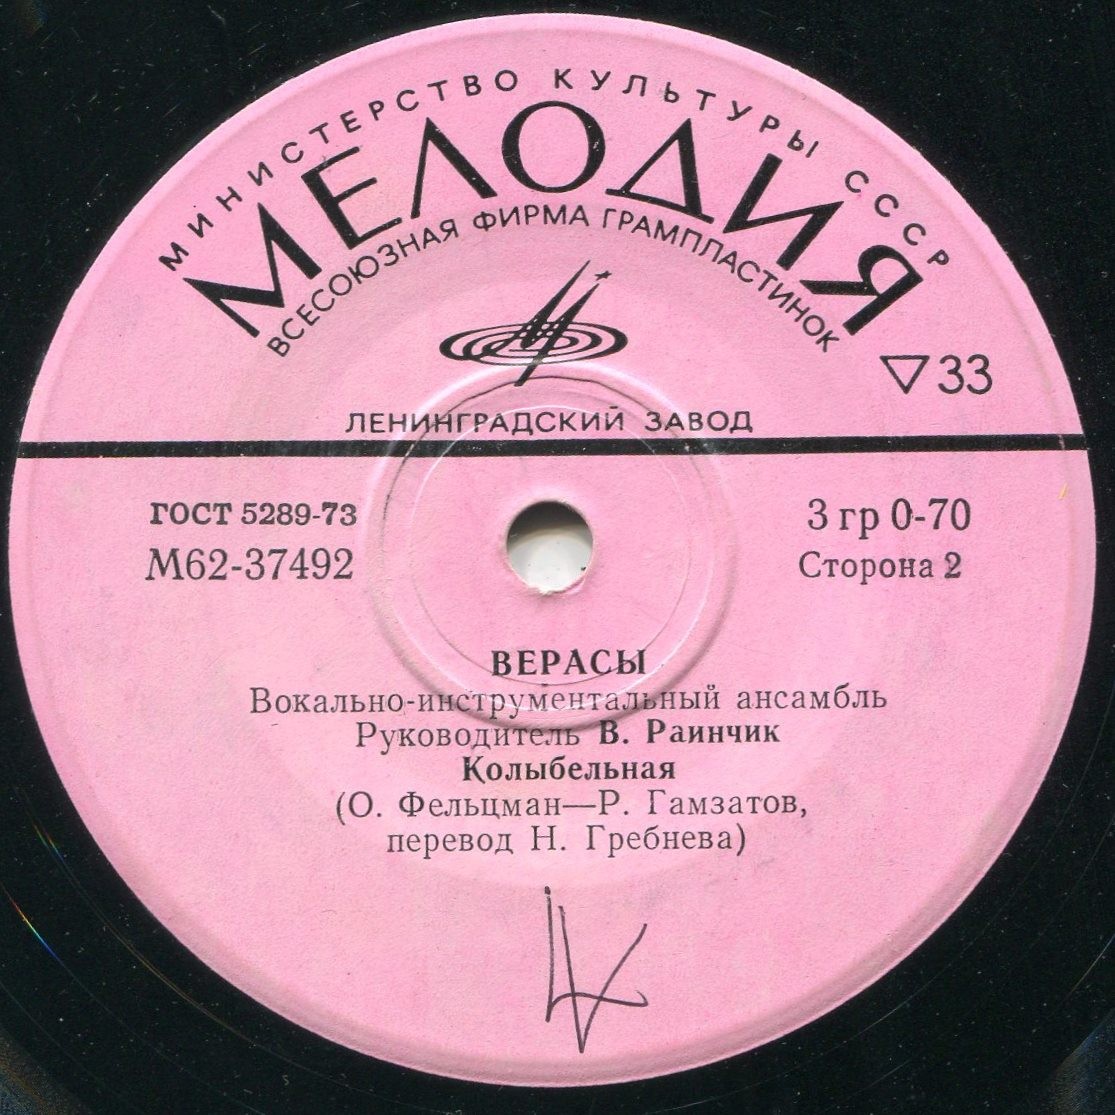 МИНИСТЕРСТВО КУЛЬТУРЫ СССР
МЕЛОДИЯ
ВСЕСОЮЗНАЯ ФИРМА ГРАМПЛАСТИНОК
▽33
ЛЕНИНГРАДСКИЙ ЗАВОД
ГОСТ 5289-73
3 гр 0-70
М62-37492
Сторона 2
ВЕРАСЫ
Вокально-инструментальный ансамбль
Руководитель В. Раинчик
Колыбельная
(О. Фельцман—Р. Гамзатов,
перевод Н. Гребнева)